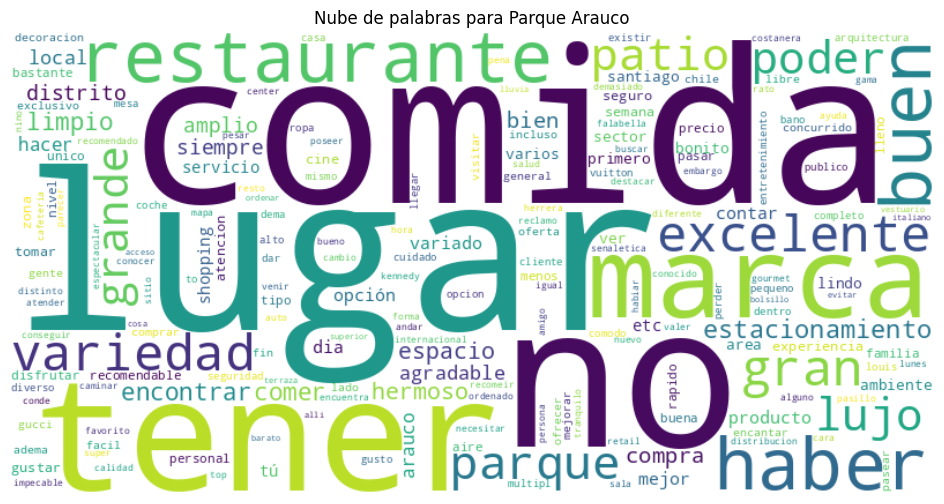 Nube de palabras para Parque Arauco
decoracion
restaurante
casa
pena
patio
existir
costanera
arquitectura
local
bastante
center
lluvia
demasiado
santiago
chile
poder
libre
gama
rato
buen
distrito
exclusivo
mesa
comida
seguro
semana
falabella
bano
concurrido
ayuda
lleno
nino
limpio
amplio
pesar
ropa
poseer
bien
incluso
sector
precio
bonito
hacer
recomendado
siempre
cine
visitar
varios
primero
pasar
publico
entretenimiento
unico
servicio
mismo
salud
buscar
general
vuitton
destacar
embargo
zona
cafeteria
nivel
parecer
grande
resto
ordenar
llegar
lugar
herrera
reclamo
oferta
diferente
contar
completo
vestuario
italiano
tomar
coche
mapa
dema
hora
variado
ver
excelente
senaletica
espectacular
acceso
conocer
shopping
atencion
alto
bueno
cambio
cuidado
cliente
menos
igual
marca
conocido
gourmet
pequeno
lindo
gente
sitio
to
dar
venir
tipo
kennedy
opción
opcion
habiar
perder
bolsillo
evitar
dentro
distinto
atender
conseguir
cosa
comprar
auto
forma
andar
superior
internacional
amigo
comodo
etc
valer
nuevo
estacionamiento
area
experiencia
variedad
fin
dia
espacio
agradable
no
rapido
gran
familia
louis
lunes
disfrutar
recomendable
seguridad
terraza
lado
encuentra
recomeir
ordenado
ambiente
diverso
conde
caminar
encontrar
comer
hermoso
alguno
pasillo
gucci
favorito
tener
alli
necesitar
persona
ofrecer
mejorar
tranquilo
buena
producto
encantar
lujo
adema
facil
super
barato
arauco
aire
retail
distribucion
cara
gustar
personal
gusto
tú
parque
compra
haber
pasear
impecable
calidad
top
multipl
sala
mejor